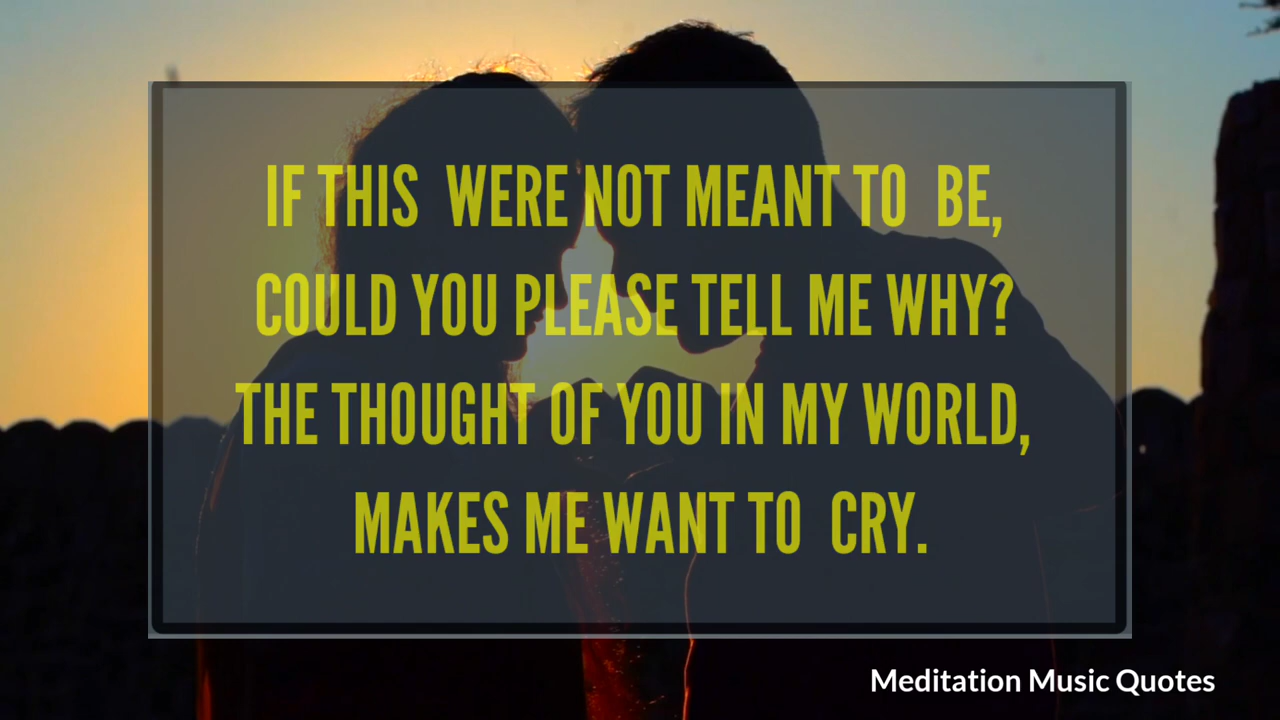 IF THIS WERE NOT MEANT TO BE,
COULD YOU PLEASE TELL ME WHY?
THE THOUGHT OF YOU IN MY WORLD,
MAKES ME WANT TO CRY.
Meditation Music Quotes